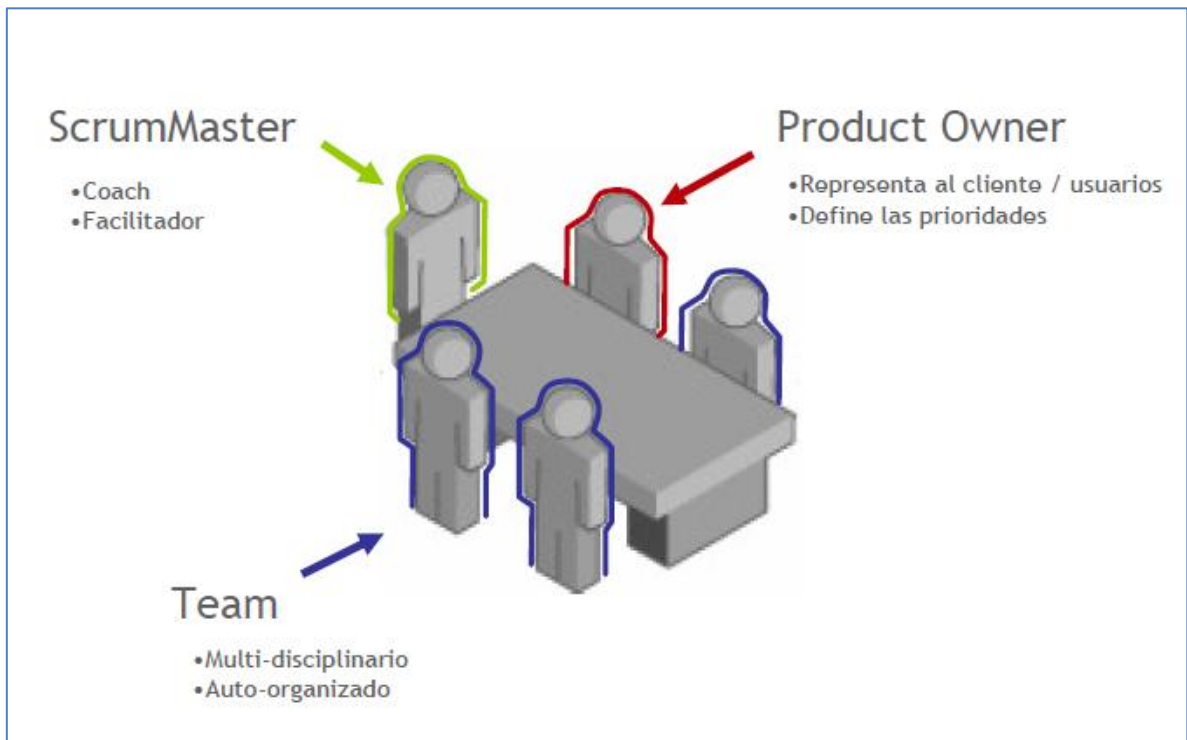 ScrumMaster
•Coach
•Facilitador
Product Owner
•Representa al cliente / usuarios
•Define las prioridades
Team
•Multi-disciplinario
•Auto-organizado